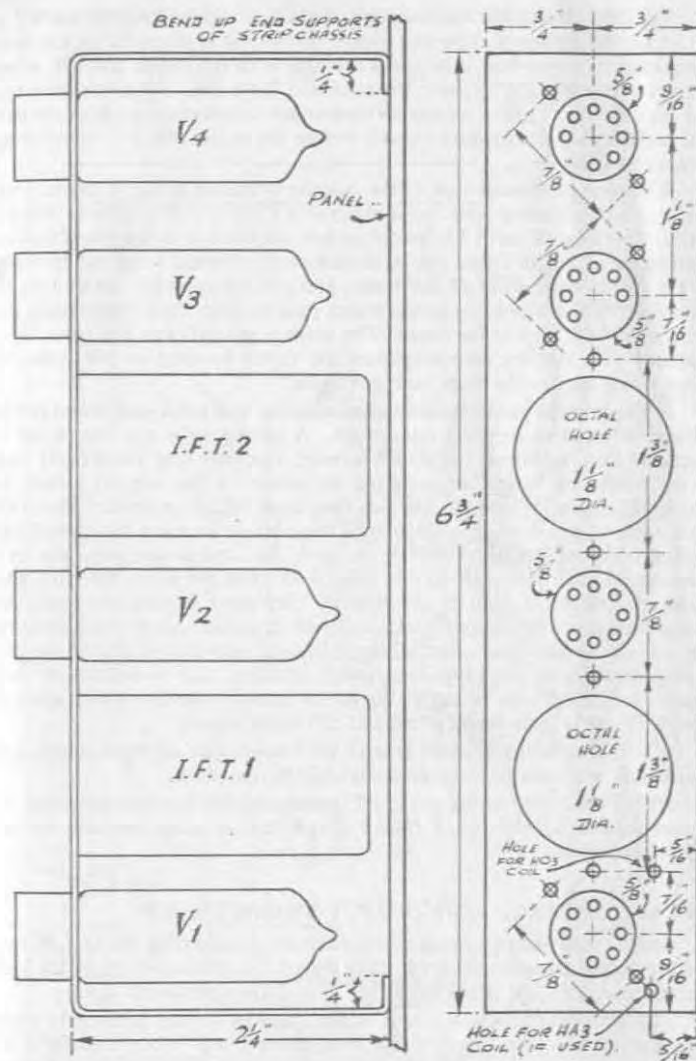 BEND UP END SUPPORTS
OF STRIP CHASSIS
1/4"
V4
PANEL
V3
I.F.T.2
V2
I.F.T.1
V1
1/4"
2 1/4"
3/4"
3/4"
5/8"
9/16"
7/8"
1 1/8"
7/8"
5/8"
7/16"
OCTAL
HOLE
1 1/8"
DIA.
1 3/8"
6 3/4"
5/8"
7/8"
OCTAL
HOLE
1 1/8"
DIA.
1 3/8"
HOLE
FOR HO3
COIL
5/16"
5/8"
7/16"
7/8"
9/16"
HOLE FOR HA3
COIL (IF USED).
5/16"